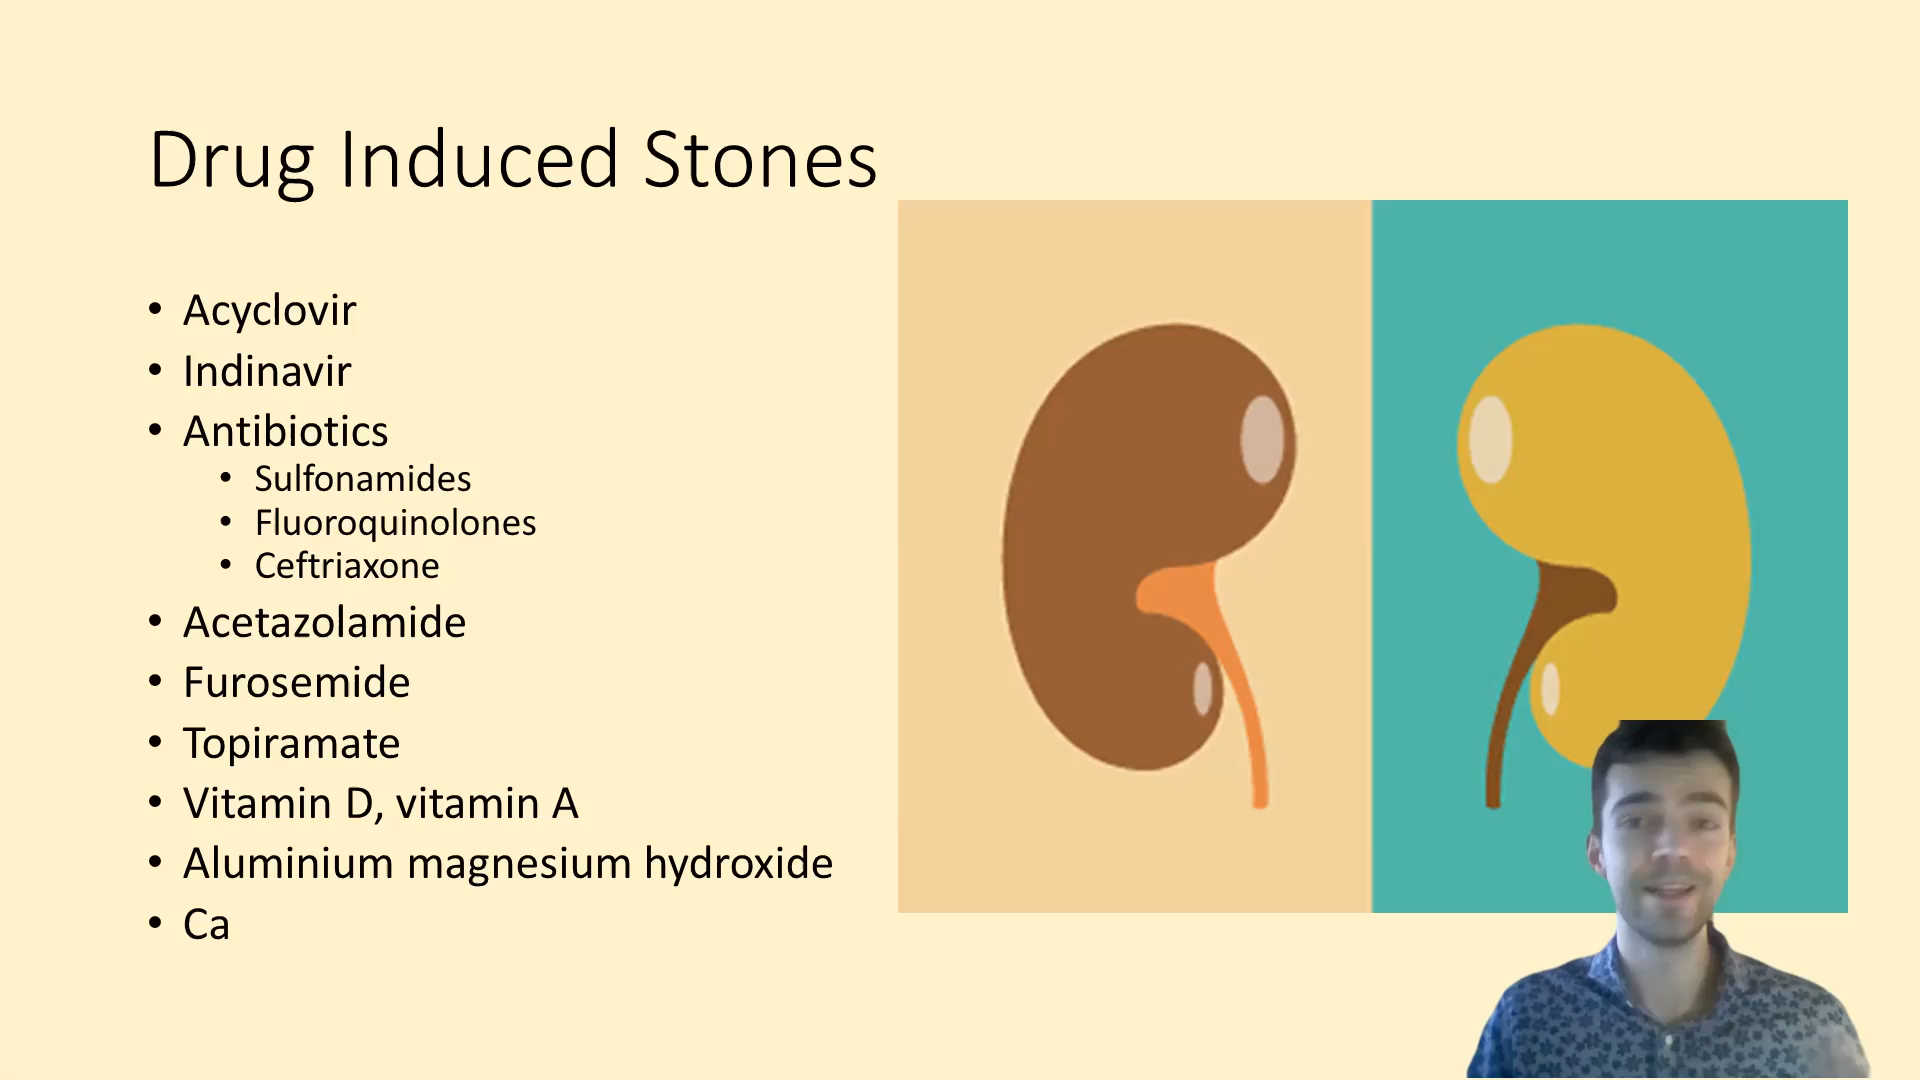 Drug Induced Stones
• Acyclovir
• Indinavir
• Antibiotics
• Sulfonamides
• Fluoroquinolones
• Ceftriaxone
• Acetazolamide
• Furosemide
• Topiramate
• Vitamin D, vitamin A
• Aluminium magnesium hydroxide
• Ca